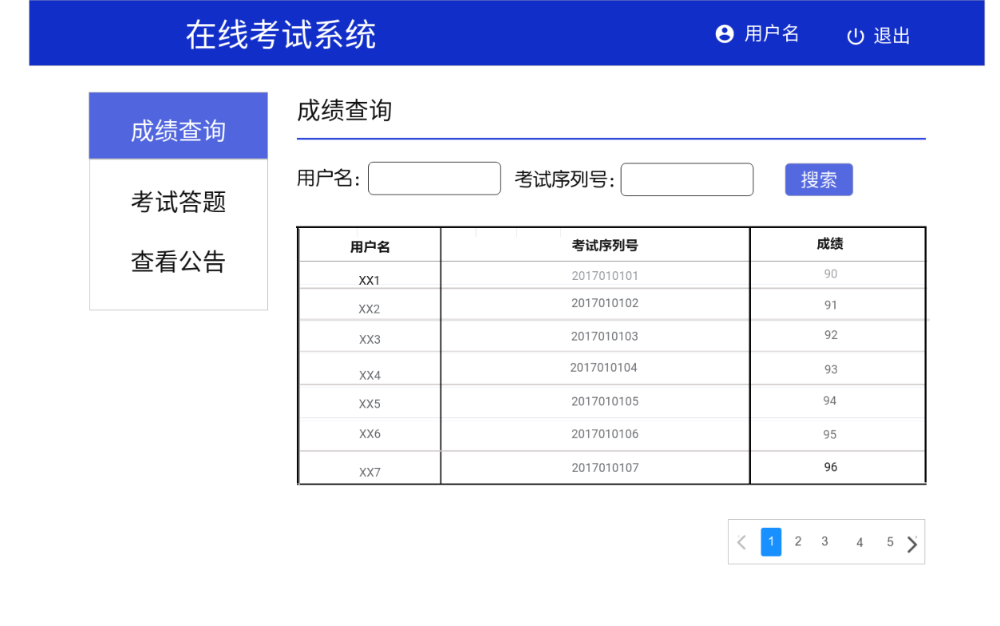 在线考试系统 用户名 退出
成绩查询
考试答题
查看公告
成绩查询
用户名: 考试序列号: 搜索
用户名 考试序列号 成绩
XX1 2017010101 90
XX2 2017010102 91
XX3 2017010103 92
XX4 2017010104 93
XX5 2017010105 94
XX6 2017010106 95
XX7 2017010107 96
1 2 3 4 5